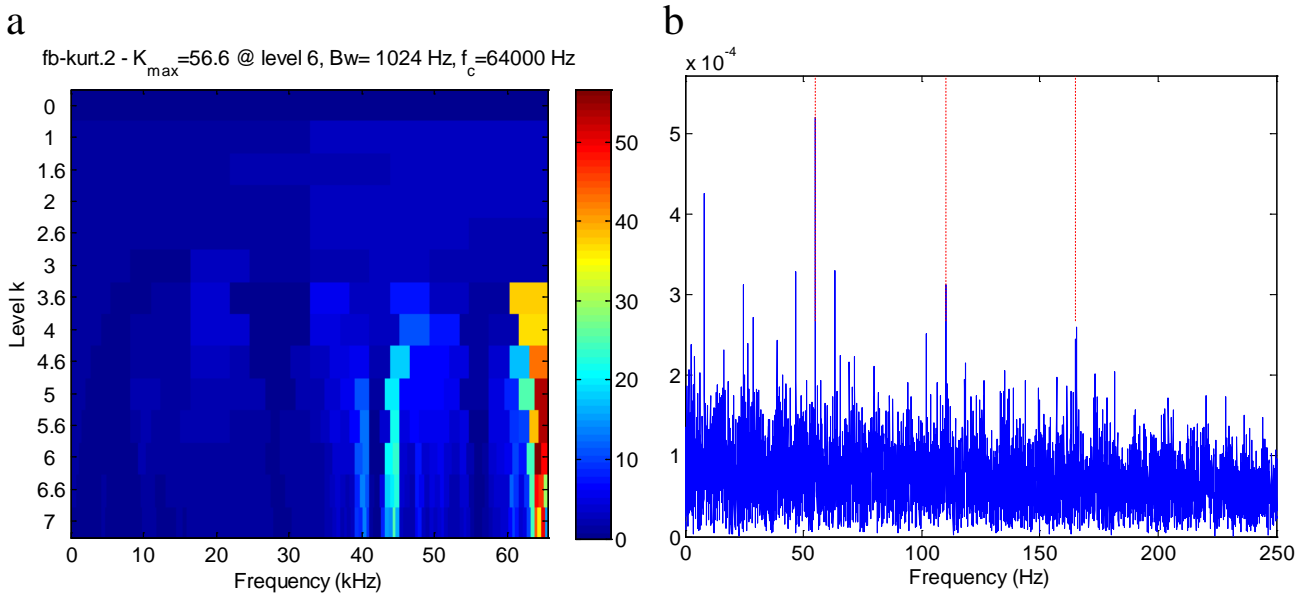 a
b
fb-kurt.2 - K_max=56.6 @ level 6, Bw= 1024 Hz, f_c=64000 Hz
Level k
0
1
1.6
2
2.6
3
3.6
4
4.6
5
5.6
6
6.6
7
0 10 20 30 40 50 60
Frequency (kHz)
50
40
30
20
10
0
x 10^-4
5
4
3
2
1
0
0 50 100 150 200 250
Frequency (Hz)